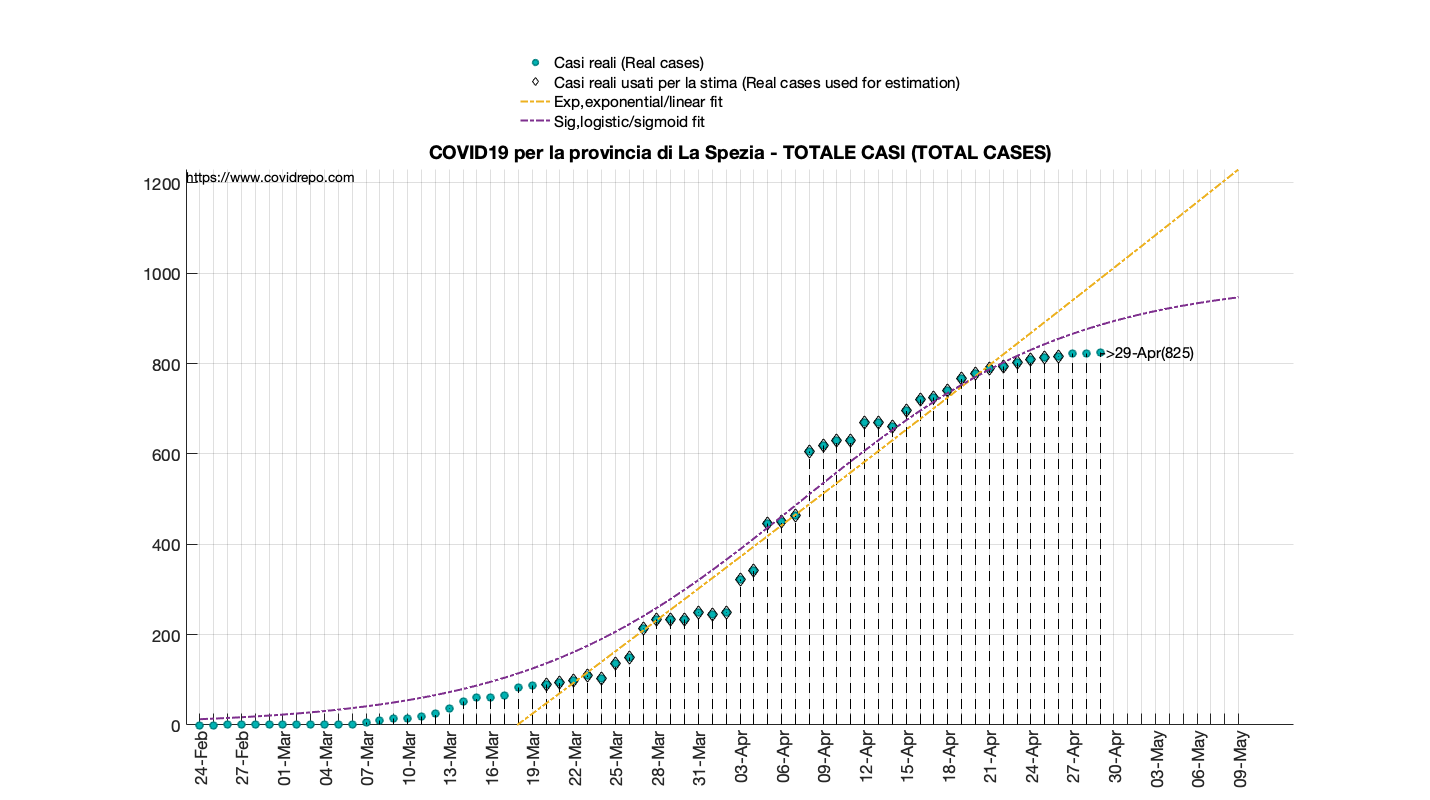 Casi reali (Real cases)
Casi reali usati per la stima (Real cases used for estimation)
Exp,exponential/linear fit
Sig,logistic/sigmoid fit
COVID19 per la provincia di La Spezia - TOTALE CASI (TOTAL CASES)
https://www.covidrepo.com
1200
1000
800
600
400
200
0
>29-Apr(825)
24-Feb
27-Feb
01-Mar
04-Mar
07-Mar
10-Mar
13-Mar
16-Mar
19-Mar
22-Mar
25-Mar
28-Mar
31-Mar
03-Apr
06-Apr
09-Apr
12-Apr
15-Apr
18-Apr
21-Apr
24-Apr
27-Apr
30-Apr
03-May
06-May
09-May